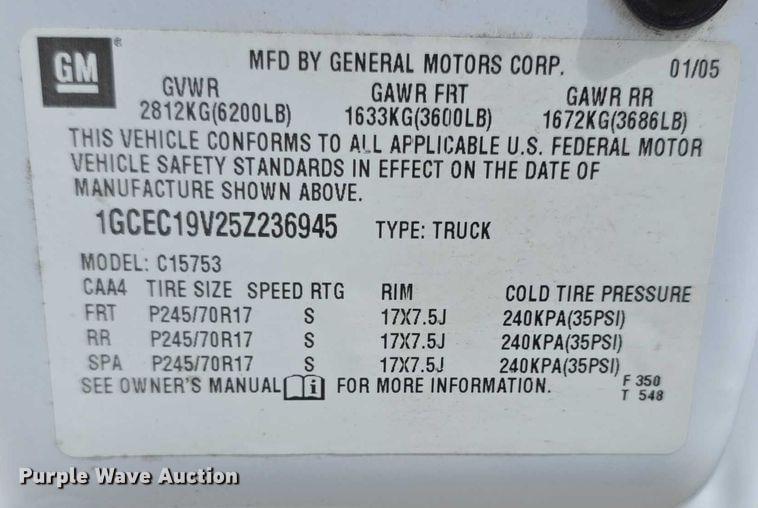 GM ® MFD BY GENERAL MOTORS CORP. 01/05
GVWR GAWR FRT GAWR RR
2812KG(6200LB) 1633KG(3600LB) 1672KG(3686LB)
THIS VEHICLE CONFORMS TO ALL APPLICABLE U.S. FEDERAL MOTOR
VEHICLE SAFETY STANDARDS IN EFFECT ON THE DATE OF
MANUFACTURE SHOWN ABOVE.
1GCEC19V25Z236945 TYPE: TRUCK
MODEL: C15753
CAA4 TIRE SIZE SPEED RTG RIM COLD TIRE PRESSURE
FRT P245/70R17 S 17X7.5J 240KPA(35PSI)
RR P245/70R17 S 17X7.5J 240KPA(35PSI)
SPA P245/70R17 S 17X7.5J 240KPA(35PSI)
SEE OWNER'S MANUAL i FOR MORE INFORMATION. F 350
T 548
Purple Wave Auction